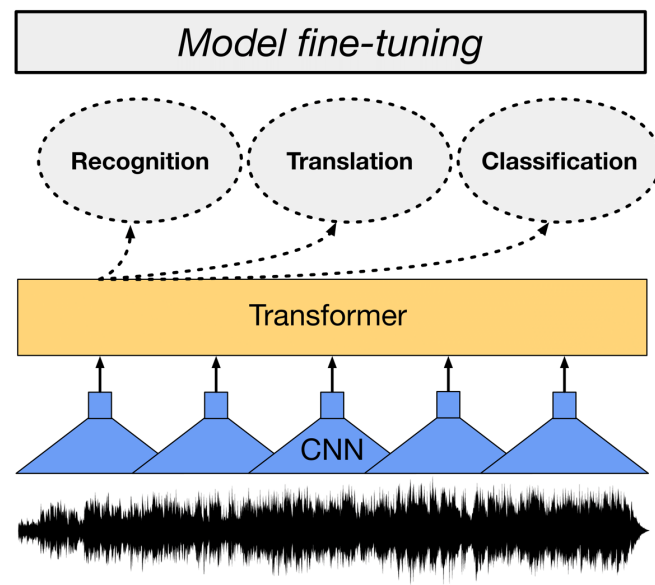 Model fine-tuning
Recognition
Translation
Classification
Transformer
CNN